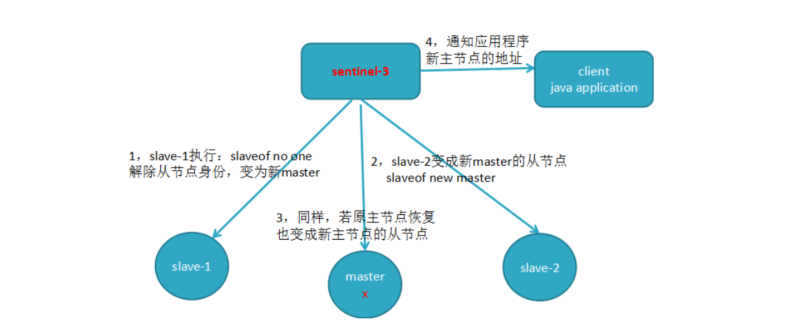 4，通知应用程序
新主节点的地址
sentinel-3
client
java application
1，slave-1执行：slaveof no one
解除从节点身份，变为新master
2，slave-2变成新master的从节点
slaveof new master
3，同样，若原主节点恢复
也变成新主节点的从节点
slave-1
master
x
slave-2